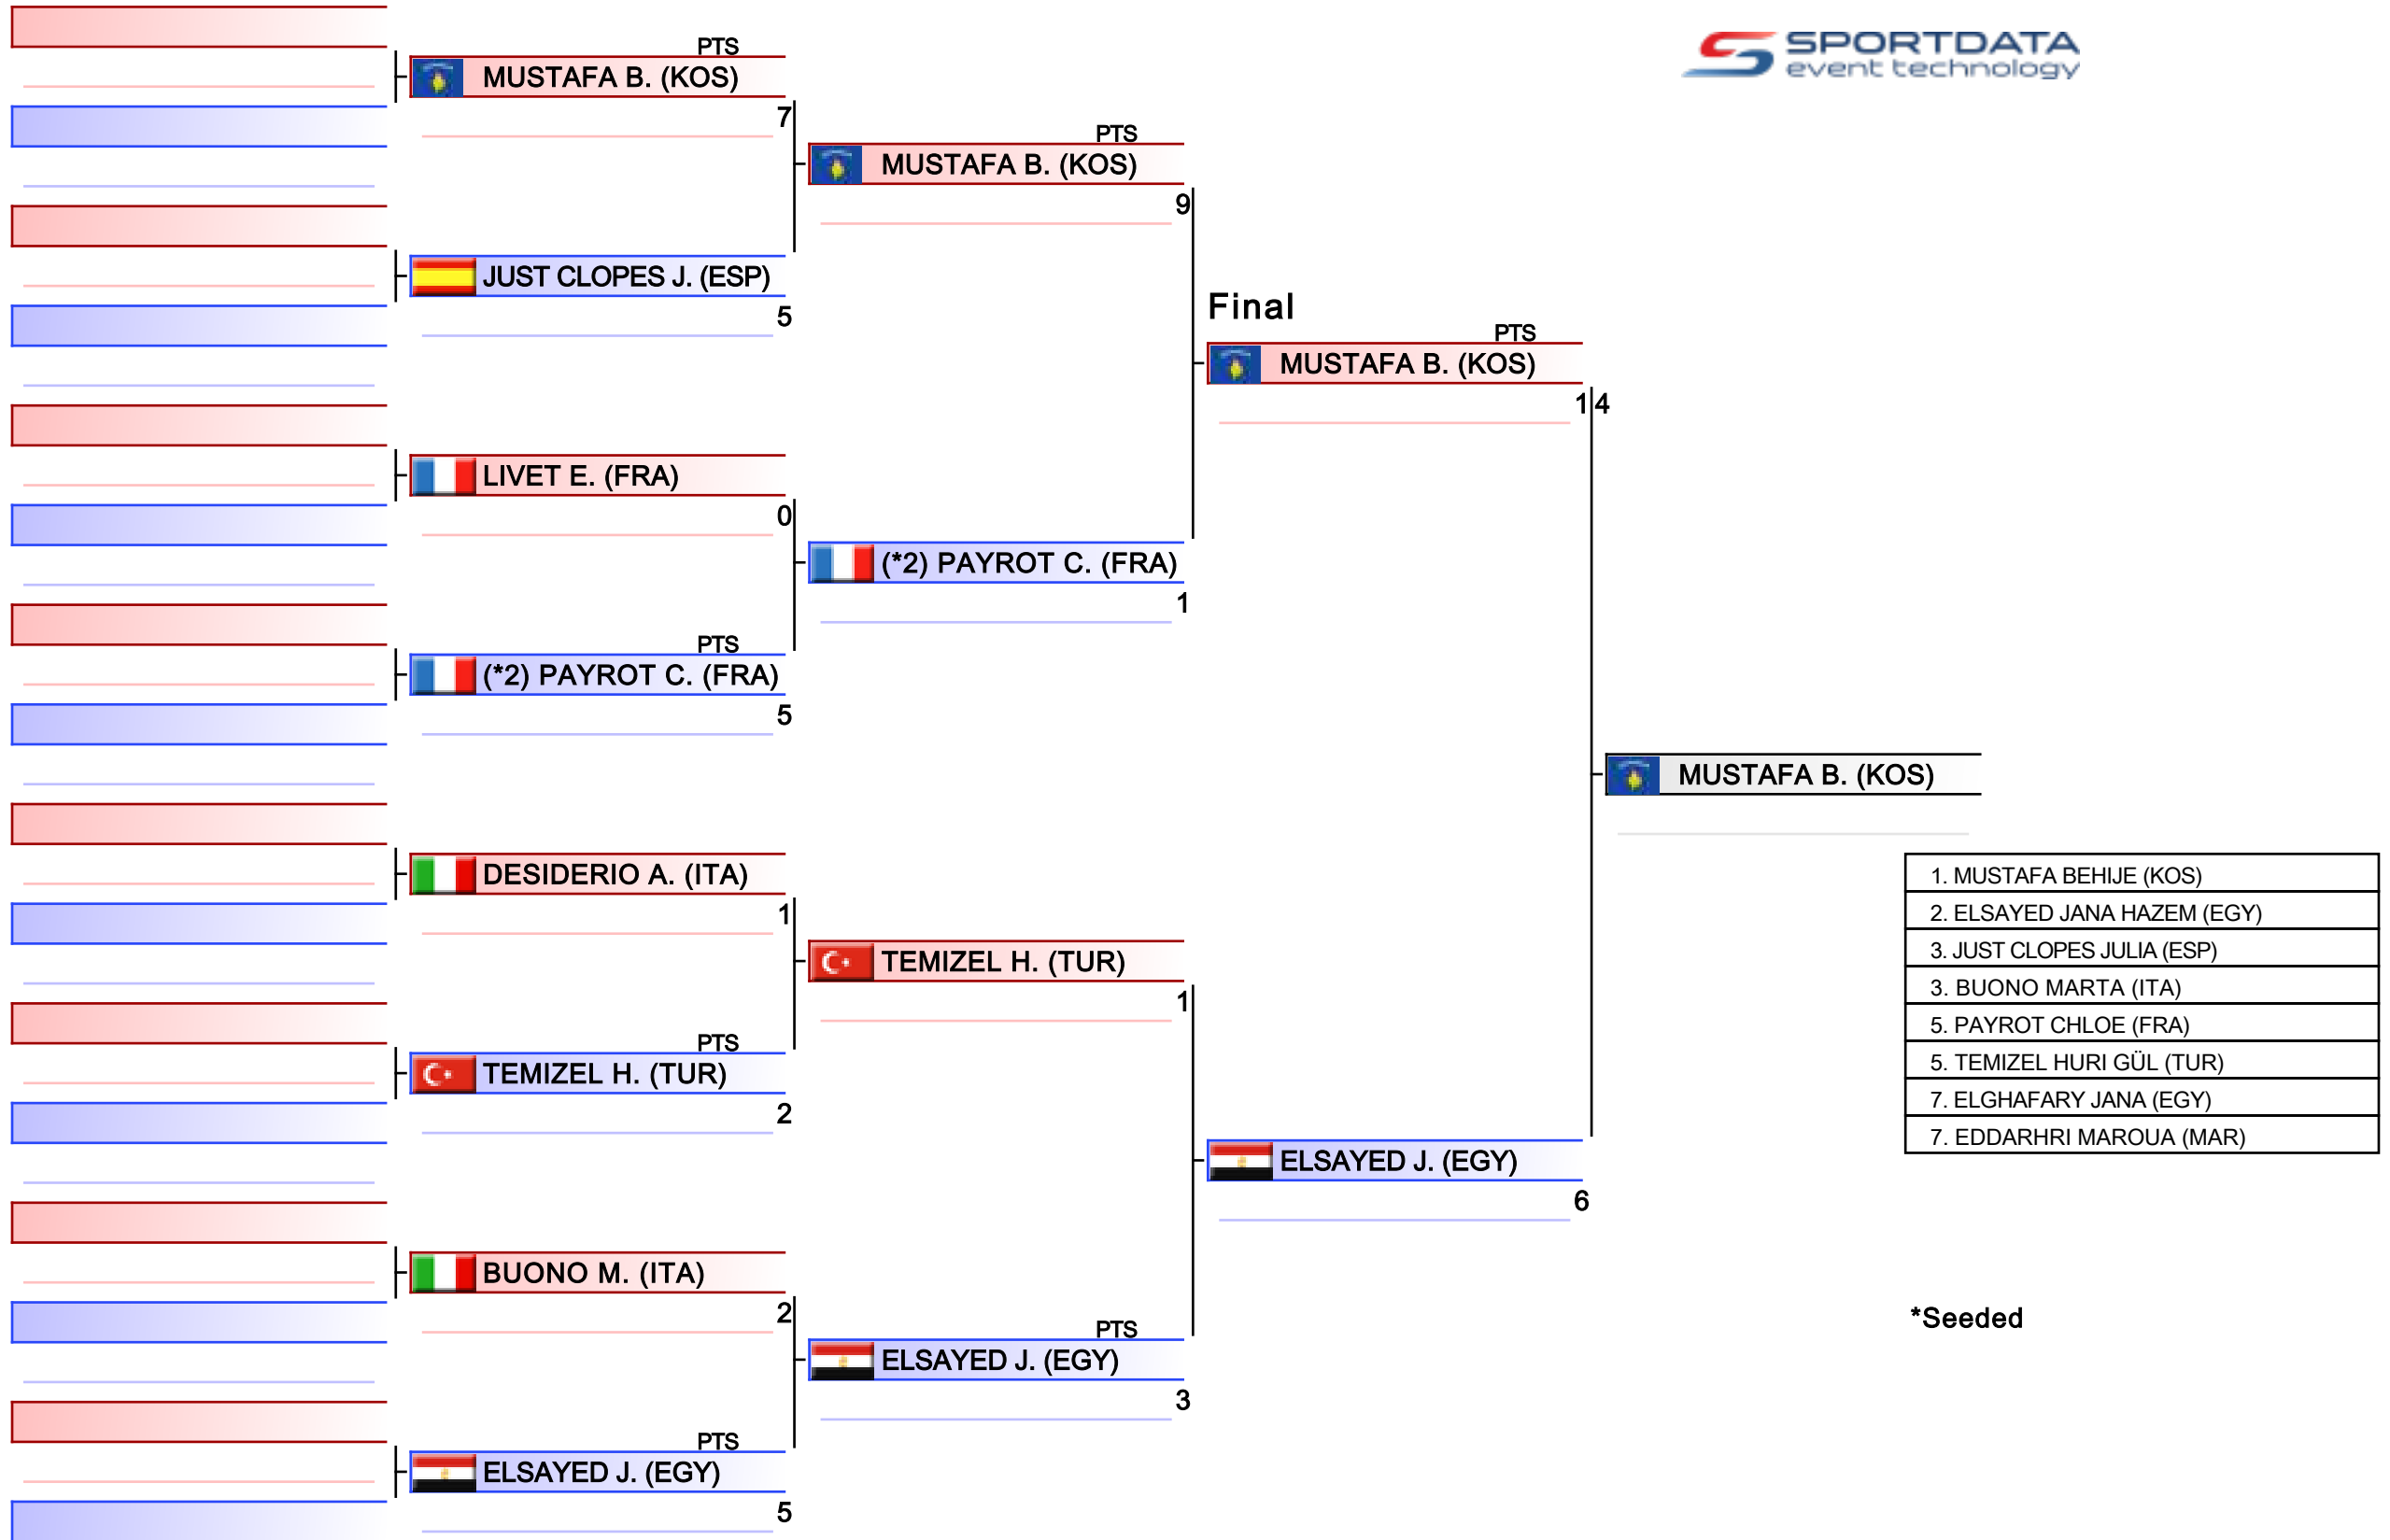 SPORTDATA
event technology
PTS
MUSTAFA B. (KOS)
7
JUST CLOPES J. (ESP)
5
LIVET E. (FRA)
0
PTS
(*2) PAYROT C. (FRA)
5
DESIDERIO A. (ITA)
1
PTS
TEMIZEL H. (TUR)
2
BUONO M. (ITA)
2
PTS
ELSAYED J. (EGY)
5
PTS
MUSTAFA B. (KOS)
9
(*2) PAYROT C. (FRA)
1
TEMIZEL H. (TUR)
1
PTS
ELSAYED J. (EGY)
3
Final
PTS
MUSTAFA B. (KOS)
14
ELSAYED J. (EGY)
6
MUSTAFA B. (KOS)
1. MUSTAFA BEHIJE (KOS)
2. ELSAYED JANA HAZEM (EGY)
3. JUST CLOPES JULIA (ESP)
3. BUONO MARTA (ITA)
5. PAYROT CHLOE (FRA)
5. TEMIZEL HURI GÜL (TUR)
7. ELGHAFARY JANA (EGY)
7. EDDARHRI MAROUA (MAR)
*Seeded